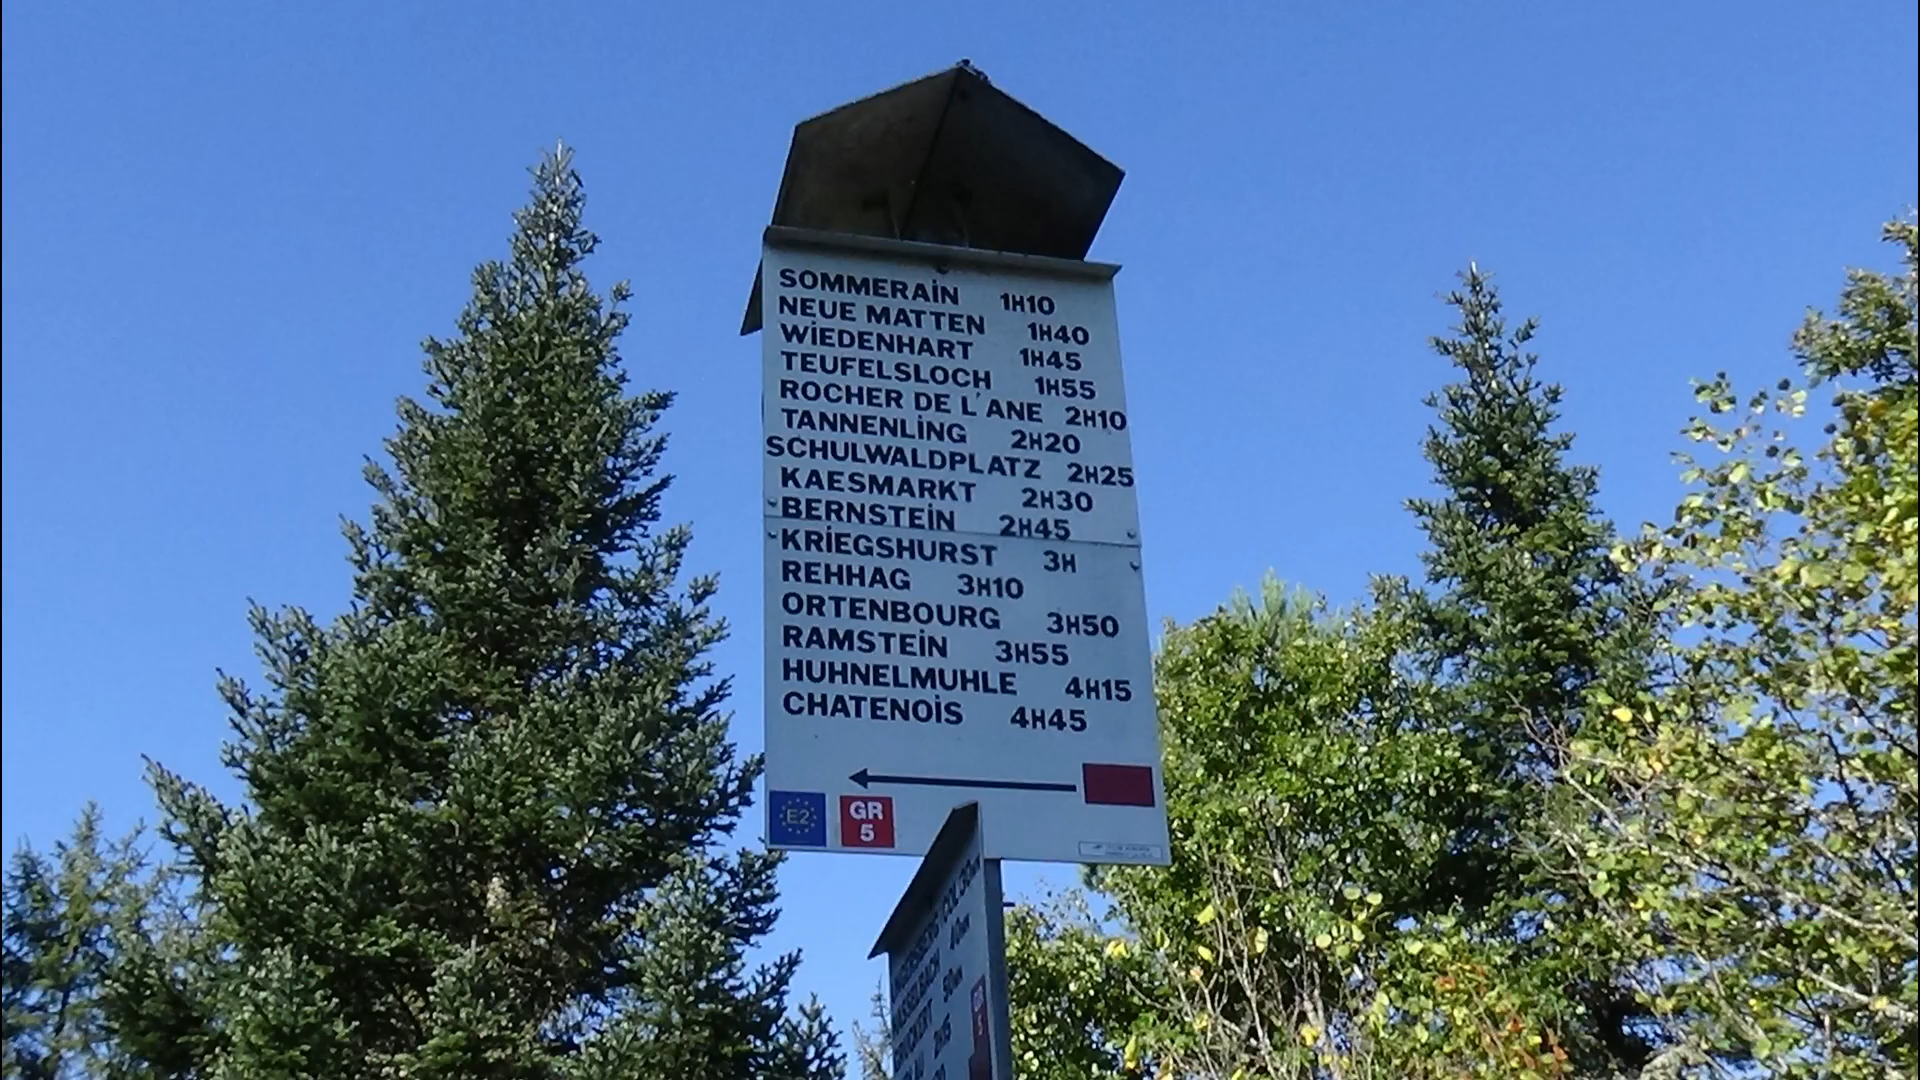 SOMMERAIN 1H10
NEUE MATTEN 1H40
WIEDENHART 1H45
TEUFELSLOCH 1H55
ROCHER DE L'ANE 2H10
TANNENLING 2H20
SCHULWALDPLATZ 2H25
KAESMARKT 2H30
BERNSTEIN 2H45
KRIEGSHURST 3H
REHHAG 3H10
ORTENBOURG 3H50
RAMSTEIN 3H55
HUHNELMUHLE 4H15
CHATENOIS 4H45
E2
GR
5